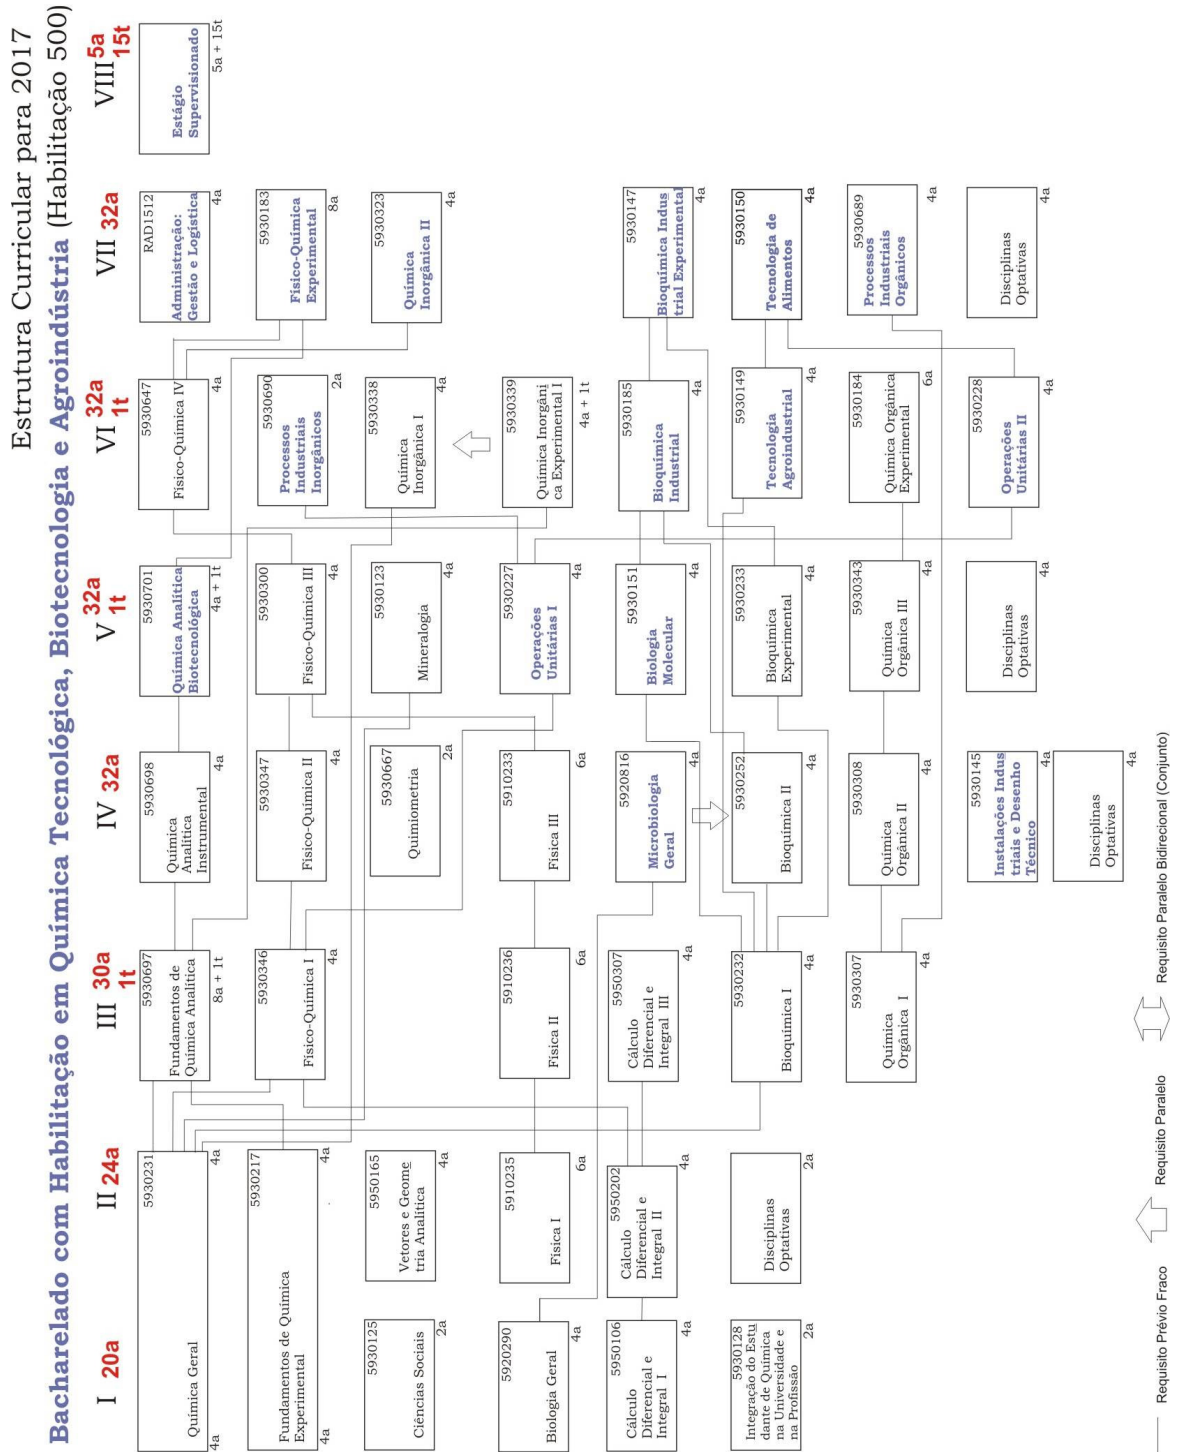 Estrutura Curricular para 2017
Bacharelado com Habilitação em Química Tecnológica, Biotecnologia e Agroindústria (Habilitação 500)
I 20a
II 24a
III 30a
1t
IV 32a
V 32a
1t
VI 32a
1t
VII 32a
VIII 5a
15t
5930231
Química Geral
4a
4a
Fundamentos de Química
Experimental
5930217
4a
4a
5930125
Ciências Sociais
2a
5920290
Biologia Geral
4a
5950106
Cálculo
Diferencial e
Integral I
4a
5930128
Integração do Estu
dante de Química
na Universidade e
na Profissão
2a
5950165
Vetores e Geome
tria Analítica
4a
5910235
Física I
6a
5950202
Cálculo
Diferencial e
Integral II
4a
Disciplinas
Optativas
2a
5930697
Fundamentos de
Química Analítica
8a + 1t
5930346
Físico-Química I
4a
5910236
Física II
6a
5950307
Cálculo
Diferencial e
Integral III
4a
5930232
Bioquímica I
4a
5930307
Química
Orgânica I
4a
5930698
Química
Analítica
Instrumental
4a
5930347
Físico-Química II
4a
5930667
Quimiometria
2a
5910233
Física III
6a
5920816
Microbiologia
Geral
4a
5930252
Bioquímica II
4a
5930308
Química
Orgânica II
4a
5930145
Instalações Indus
triais e Desenho
Técnico
4a
Disciplinas
Optativas
4a
5930701
Química Analítica
Biotecnológica
4a + 1t
5930300
Físico-Química III
4a
5930123
Mineralogia
4a
5930227
Operações
Unitárias I
4a
5930151
Biologia
Molecular
4a
5930233
Bioquímica
Experimental
4a
5930343
Química
Orgânica III
4a
Disciplinas
Optativas
4a
5930647
Físico-Química IV
4a
5930690
Processos
Industriais
Inorgânicos
2a
5930338
Química
Inorgânica I
4a
5930339
Química Inorgâni
ca Experimental I
4a + 1t
5930185
Bioquímica
Industrial
4a
5930149
Tecnologia
Agroindustrial
4a
5930184
Química Orgânica
Experimental
6a
5930228
Operações
Unitárias II
4a
RAD1512
Administração:
Gestão e Logística
4a
5930183
Físico-Química
Experimental
8a
5930323
Química
Inorgânica II
4a
5930147
Bioquímica Indus
trial Experimental
4a
5930150
Tecnologia de
Alimentos
4a
5930689
Processos
Industriais
Orgânicos
4a
Disciplinas
Optativas
4a
Estágio
Supervisionado
5a + 15t
Requisito Prévio Fraco
Requisito Paralelo
Requisito Paralelo Bidirecional (Conjunto)